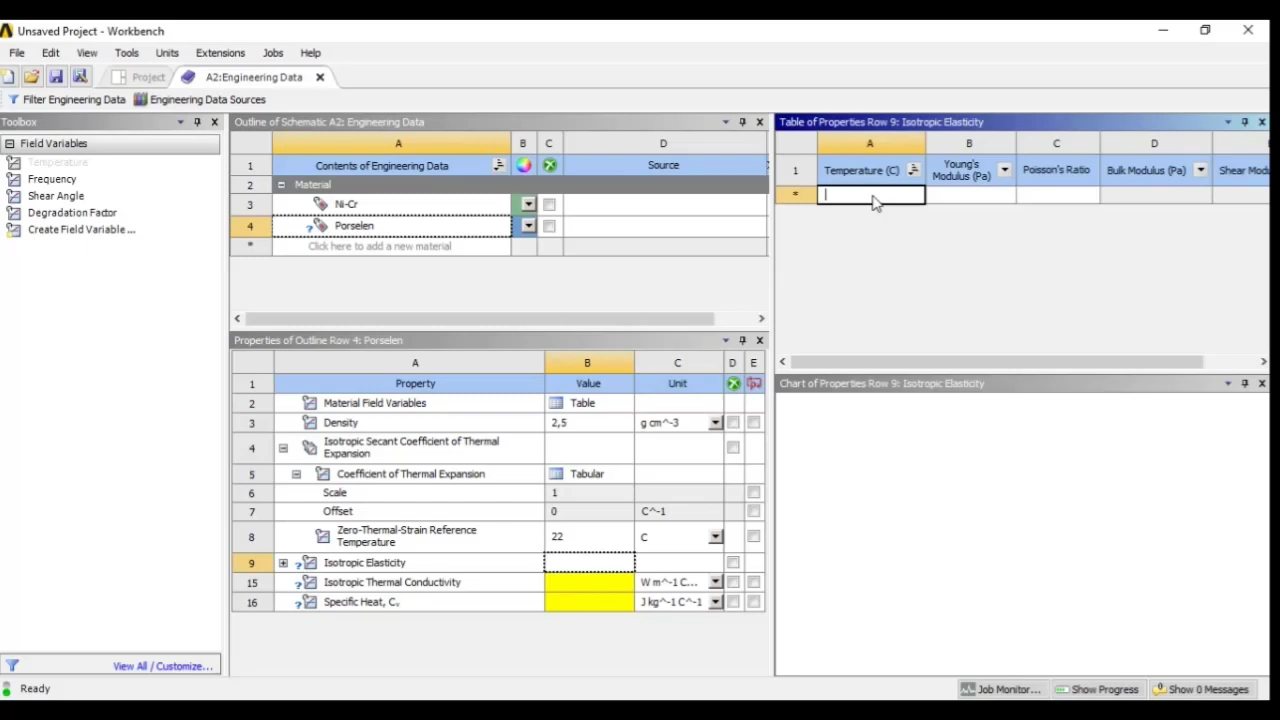 Unsaved Project - Workbench
File Edit View Tools Units Extensions Jobs Help
Project A2:Engineering Data
Filter Engineering Data Engineering Data Sources
Toolbox
Field Variables
Temperature
Frequency
Shear Angle
Degradation Factor
Create Field Variable ...
View All / Customize...
Outline of Schematic A2: Engineering Data
A B C D
1 Contents of Engineering Data Source
2 Material
3 Ni-Cr
4 ? Porselen
* Click here to add a new material
Properties of Outline Row 4: Porselen
A B C D E
1 Property Value Unit
2 Material Field Variables Table
3 Density 2,5 g cm^-3
4 Isotropic Secant Coefficient of Thermal
Expansion
5 Coefficient of Thermal Expansion Tabular
6 Scale 1
7 Offset 0 C^-1
8 Zero-Thermal-Strain Reference
Temperature 22 C
9 ? Isotropic Elasticity
15 ? Isotropic Thermal Conductivity W m^-1 C...
16 ? Specific Heat, Cᵥ J kg^-1 C^-1
Table of Properties Row 9: Isotropic Elasticity
A B C D
1 Temperature (C) Young's
Modulus (Pa) Poisson's Ratio Bulk Modulus (Pa) Shear Modu
*
Chart of Properties Row 9: Isotropic Elasticity
Ready Job Monitor... Show Progress Show 0 Messages